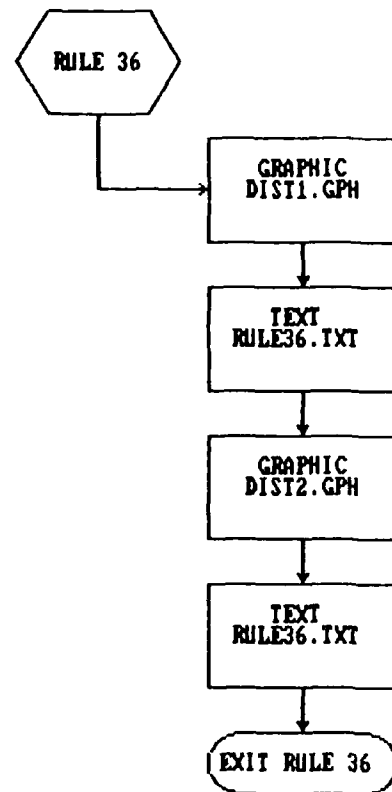 RULE 36
GRAPHIC
DIST1.GPH
TEXT
RULE36.TXT
GRAPHIC
DIST2.GPH
TEXT
RULE36.TXT
EXIT RULE 36